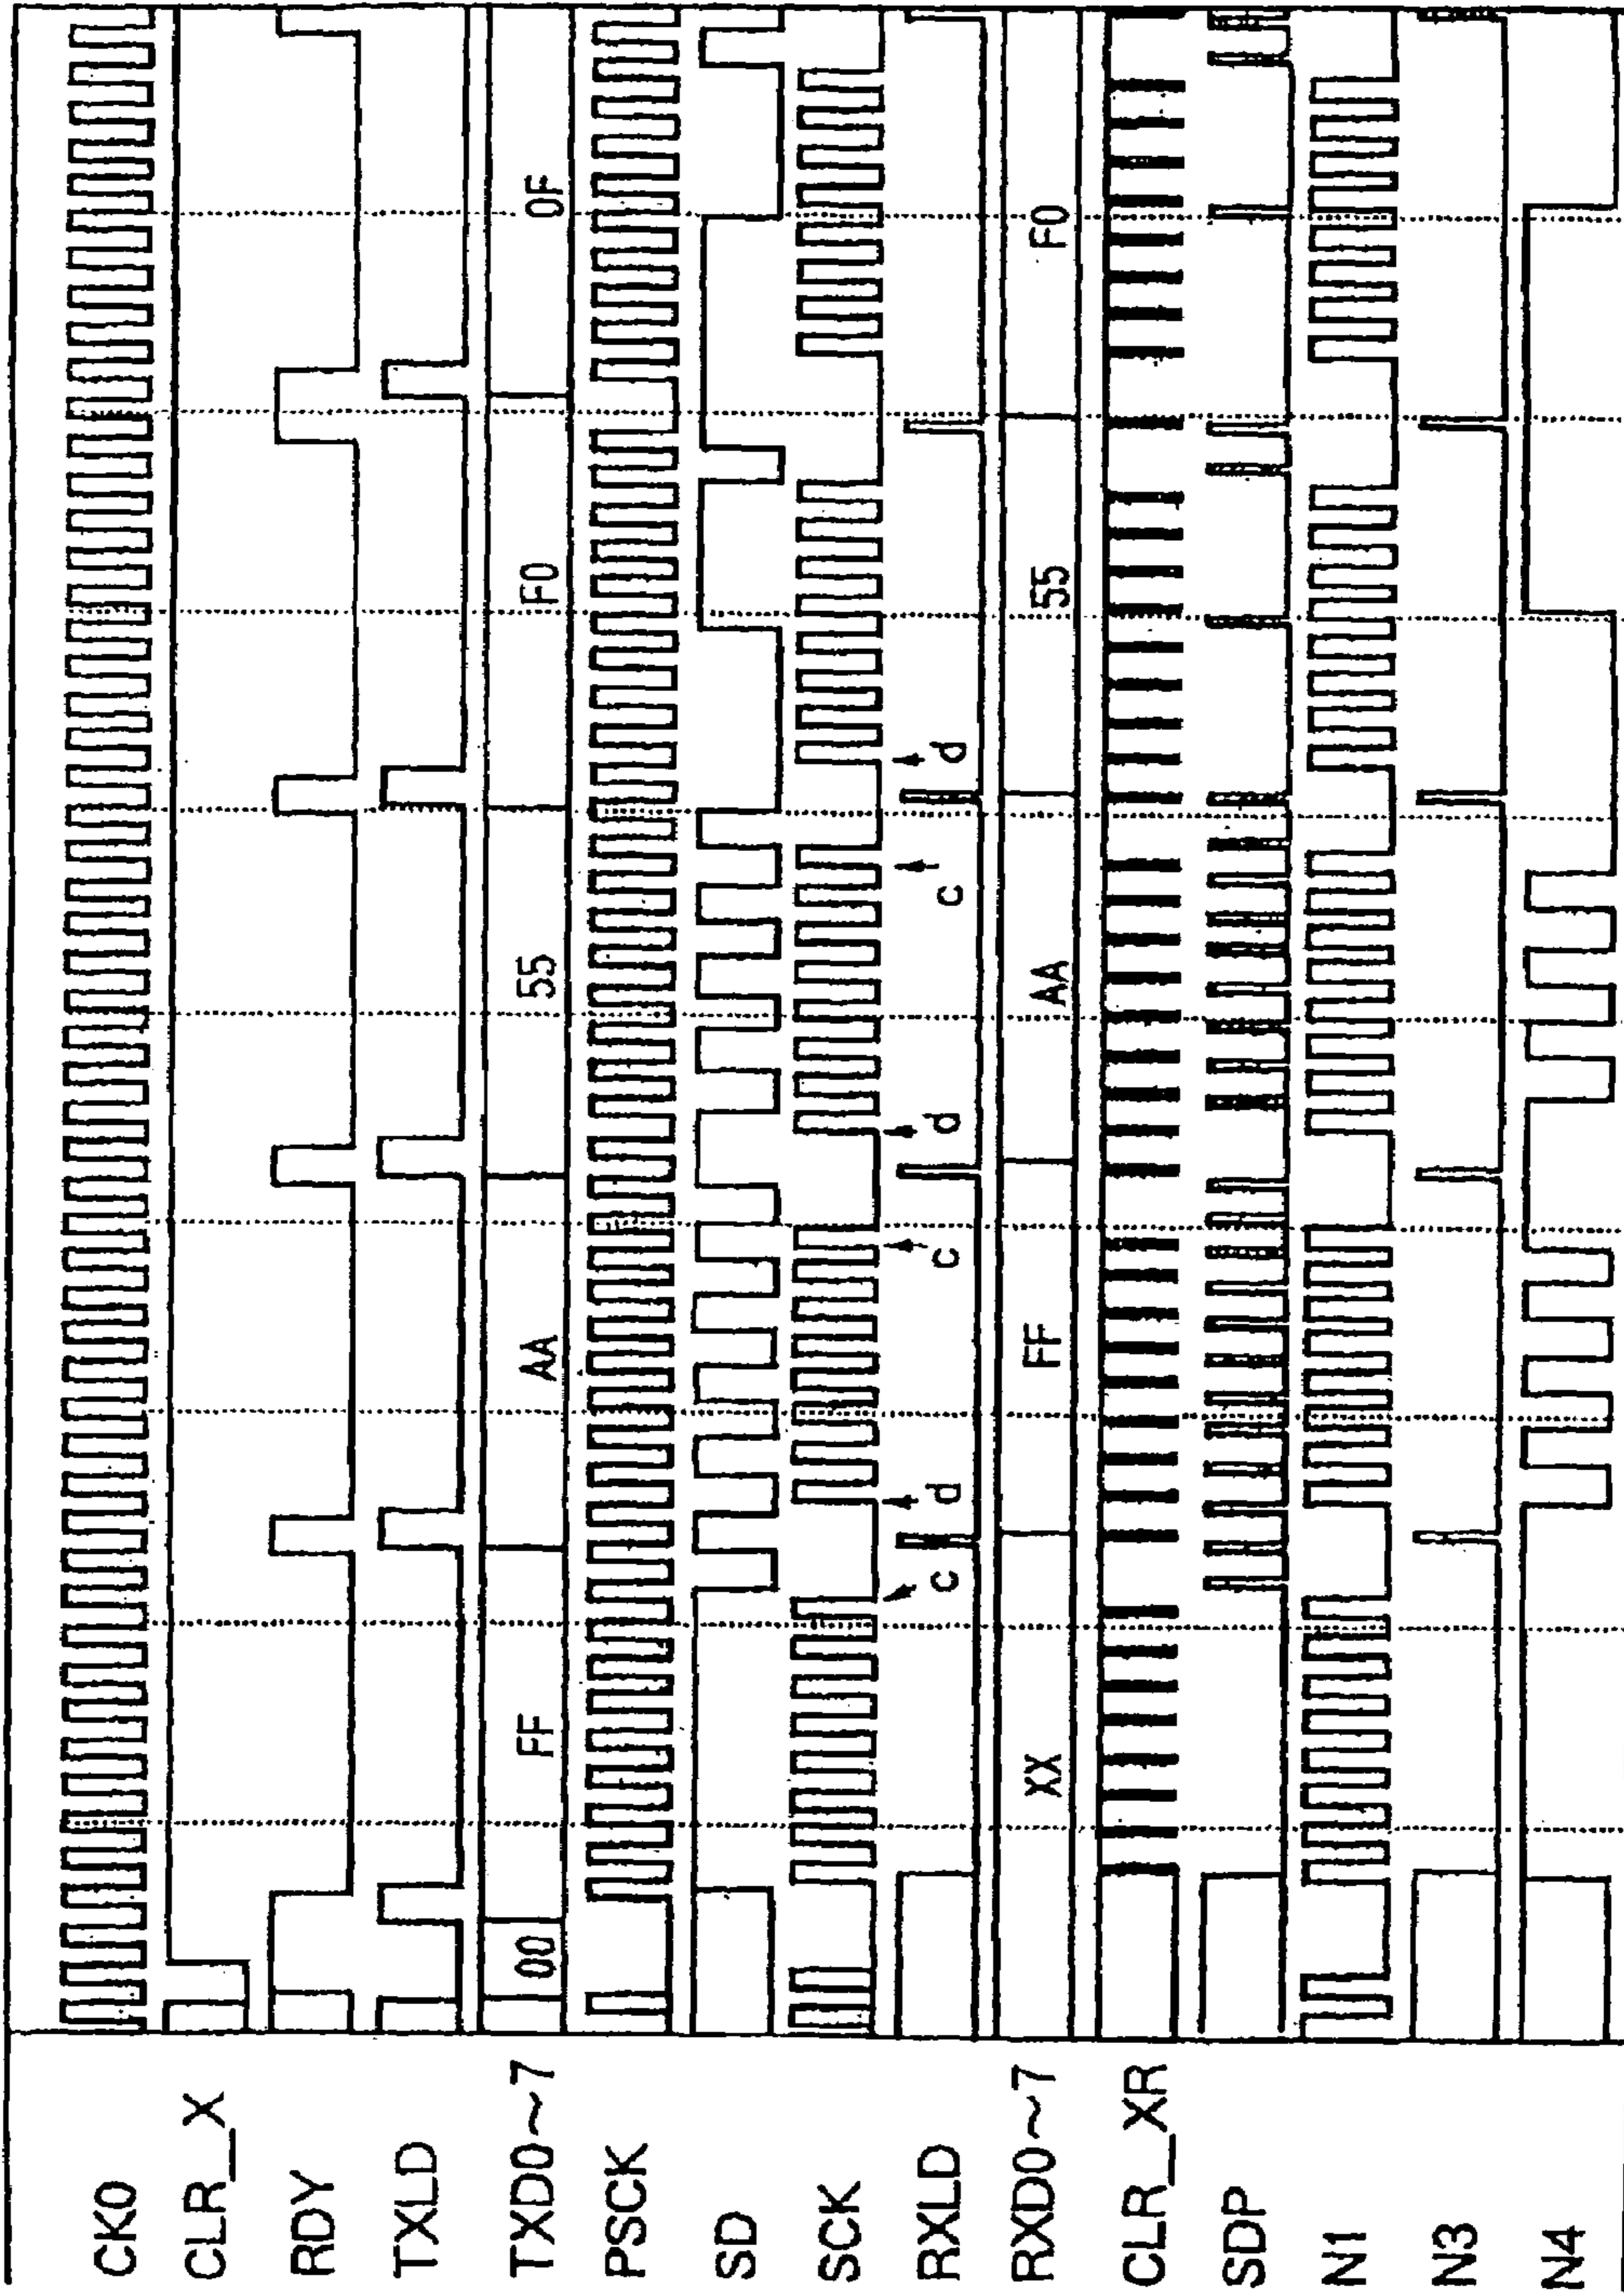 CK0
CLR_X
RDY
TXLD
TXD0~7 00 FF AA 55 F0 0F
PSCK
SD
SCK c d c d c d
RXLD
RXD0~7 XX FF AA 55 F0
CLR_XR
SDP
N1
N3
N4